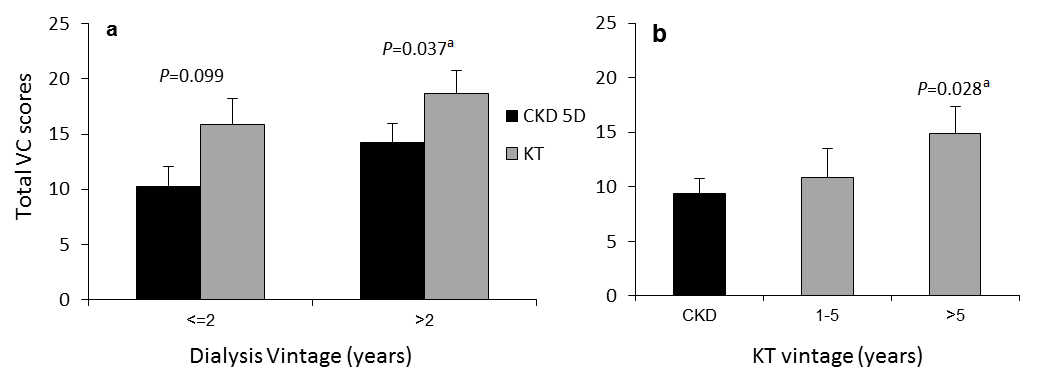 a
25
20
15
10
5
0
Total VC scores
P=0.099
P=0.037ª
CKD 5D
KT
<=2
>2
Dialysis Vintage (years)
b
25
20
15
10
5
0
P=0.028ª
CKD
1-5
>5
KT vintage (years)